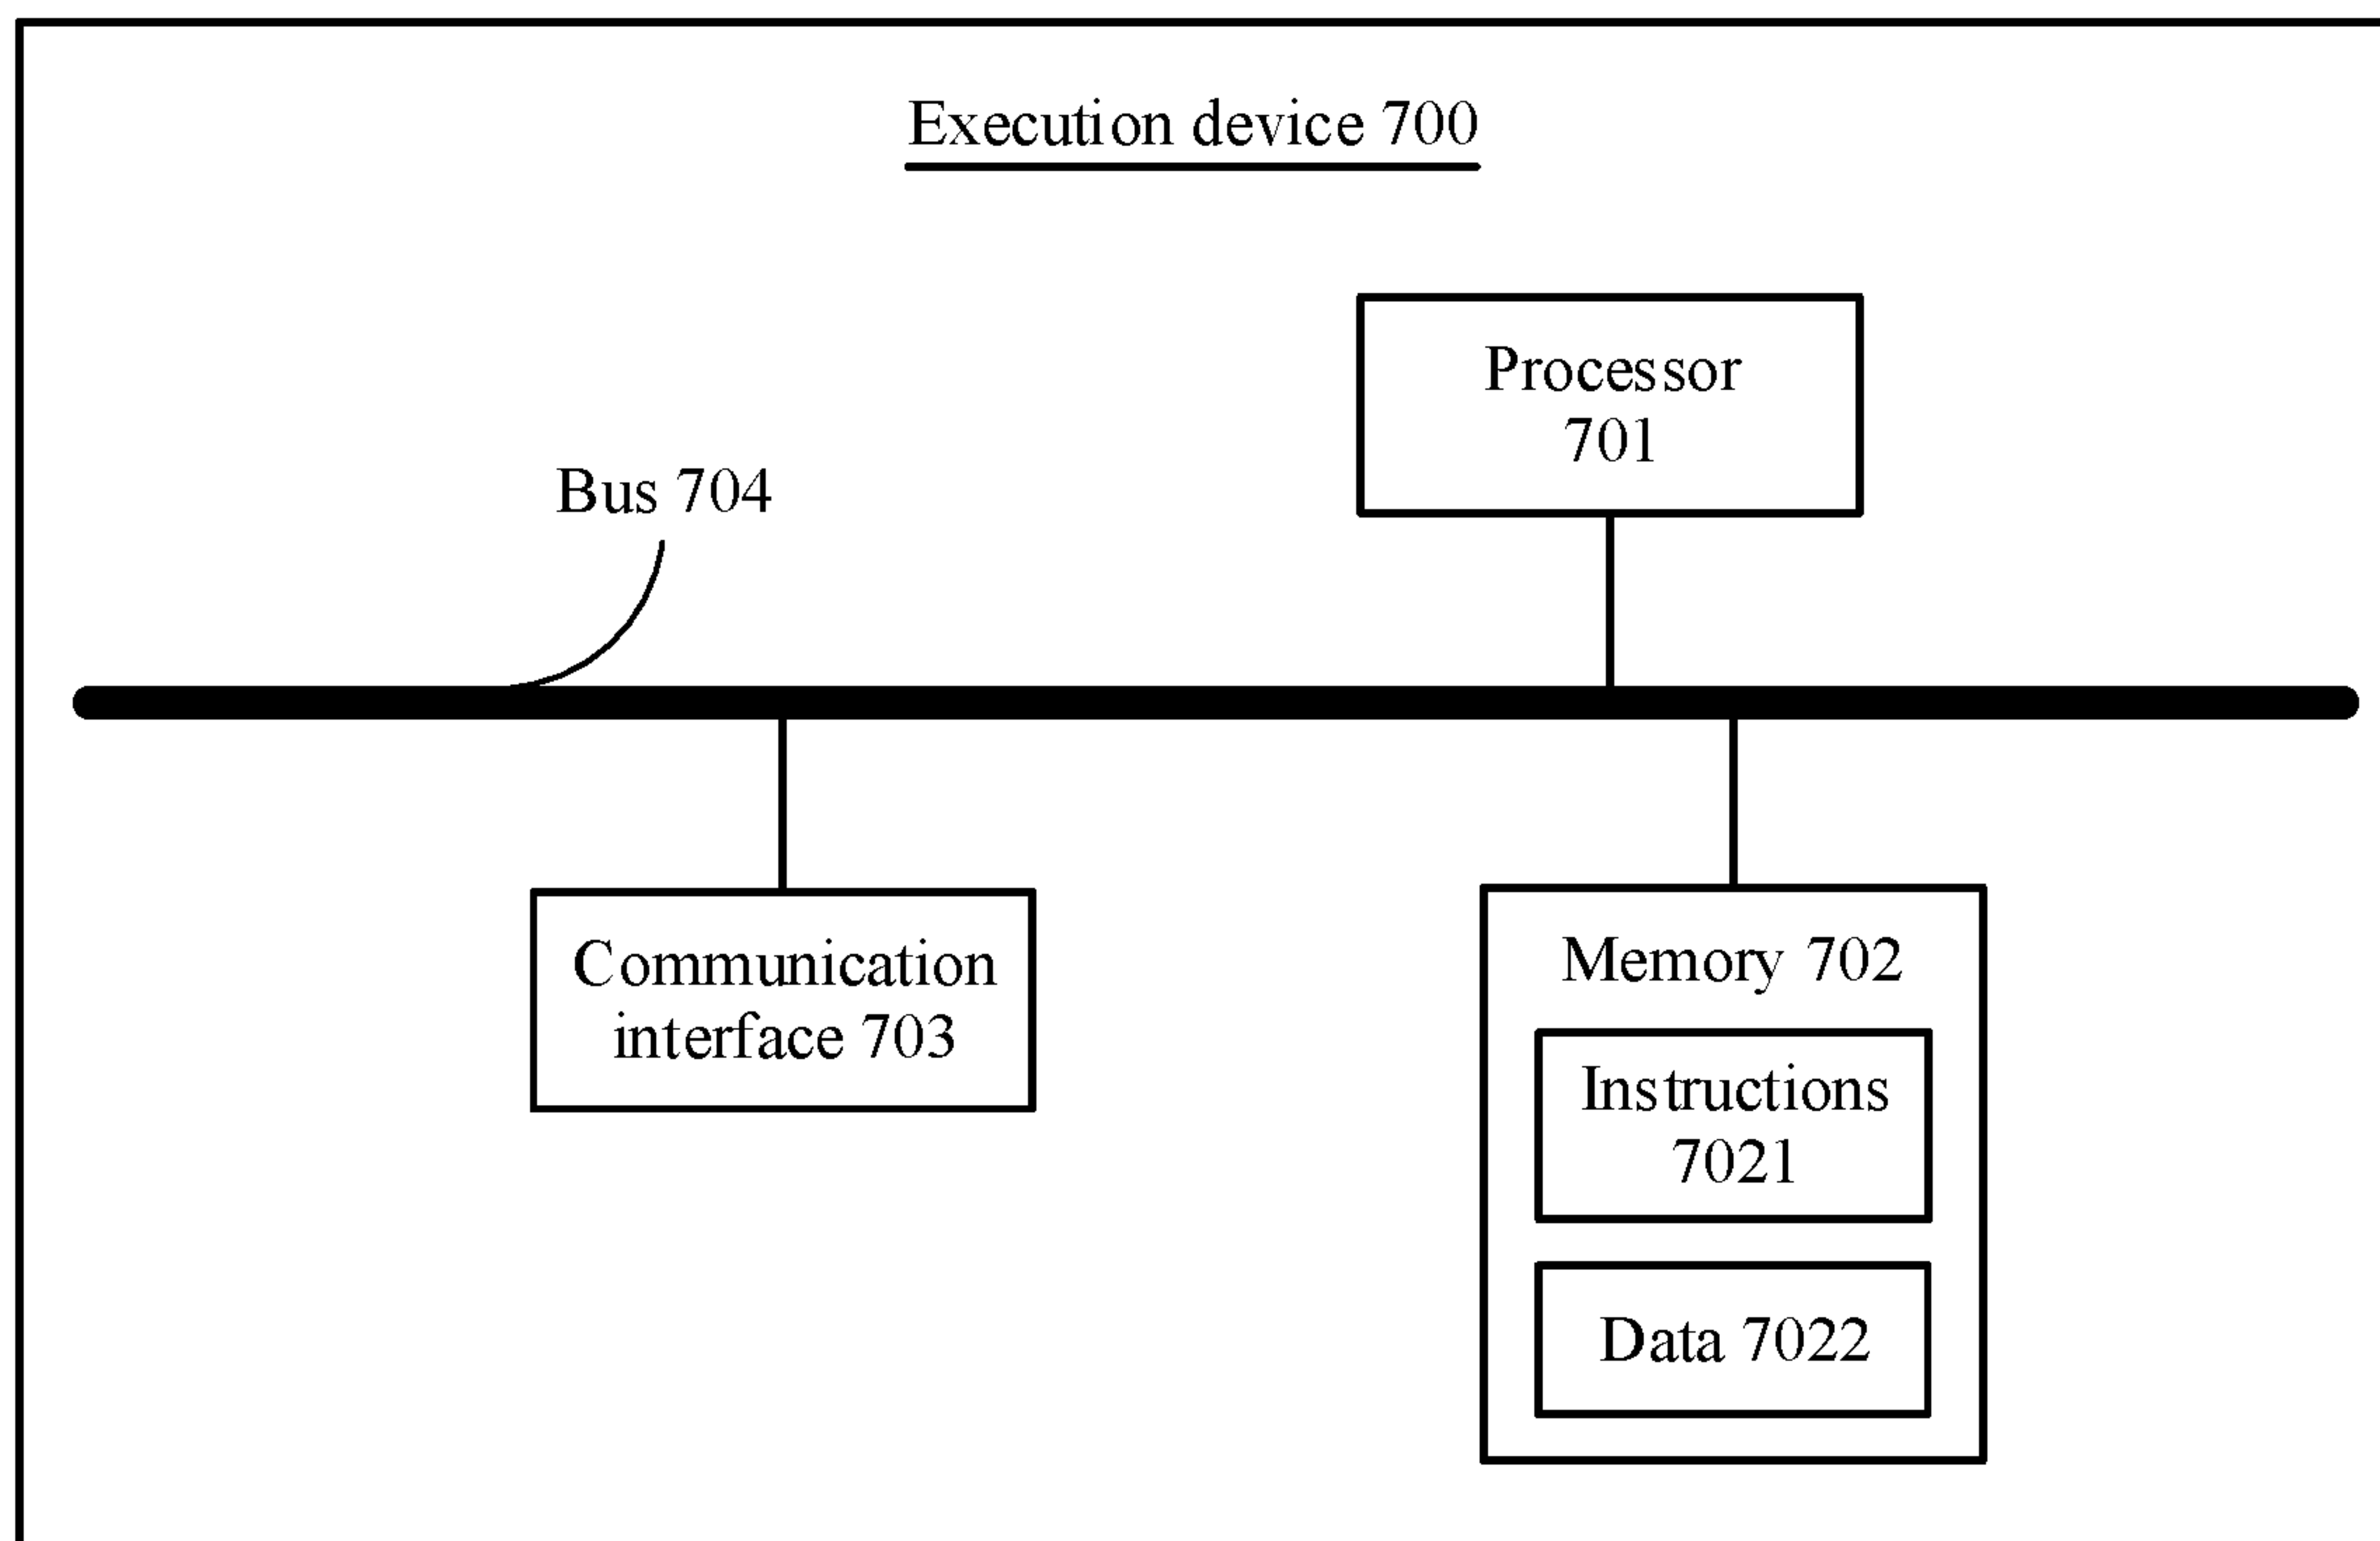 Execution device 700
Processor
701
Bus 704
Communication
interface 703
Memory 702
Instructions
7021
Data 7022